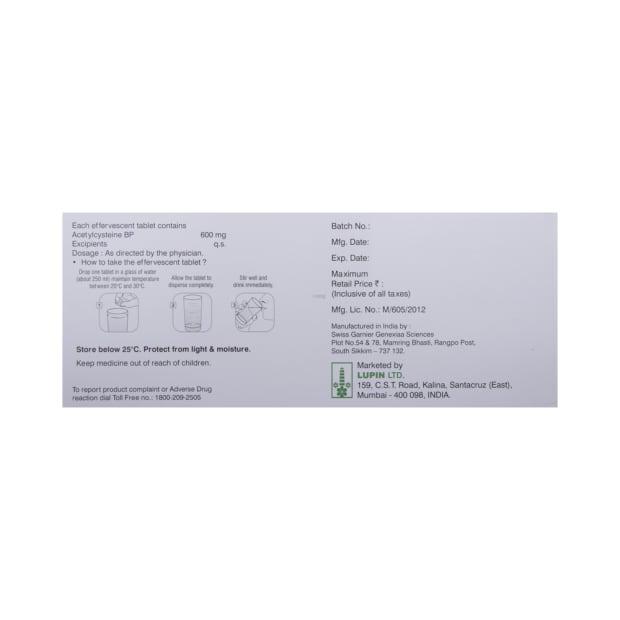 Each effervescent tablet contains
Acetylcysteine BP 600 mg
Excipients q.s.
Dosage : As directed by the physician.
• How to take the effervescent tablet ?
Drop one tablet in a glass of water
(about 250 ml) maintain temperature
between 20°C and 30°C.
Allow the tablet to
disperse completely.
Stir well and
drink immediately.
1
2
3
Store below 25°C. Protect from light & moisture.
Keep medicine out of reach of children.
To report product complaint or Adverse Drug
reaction dial Toll Free no.: 1800-209-2505
Batch No.:
Mfg. Date:
Exp. Date:
Maximum
Retail Price ₹ :
(Inclusive of all taxes)
Mfg. Lic. No.: M/605/2012
Manufactured in India by :
Swiss Garnier Genexiaa Sciences
Plot No.54 & 78, Mamring Bhasti, Rangpo Post,
South Sikkim – 737 132.
Marketed by
LUPIN LTD.
159, C.S.T. Road, Kalina, Santacruz (East),
Mumbai - 400 098, INDIA.